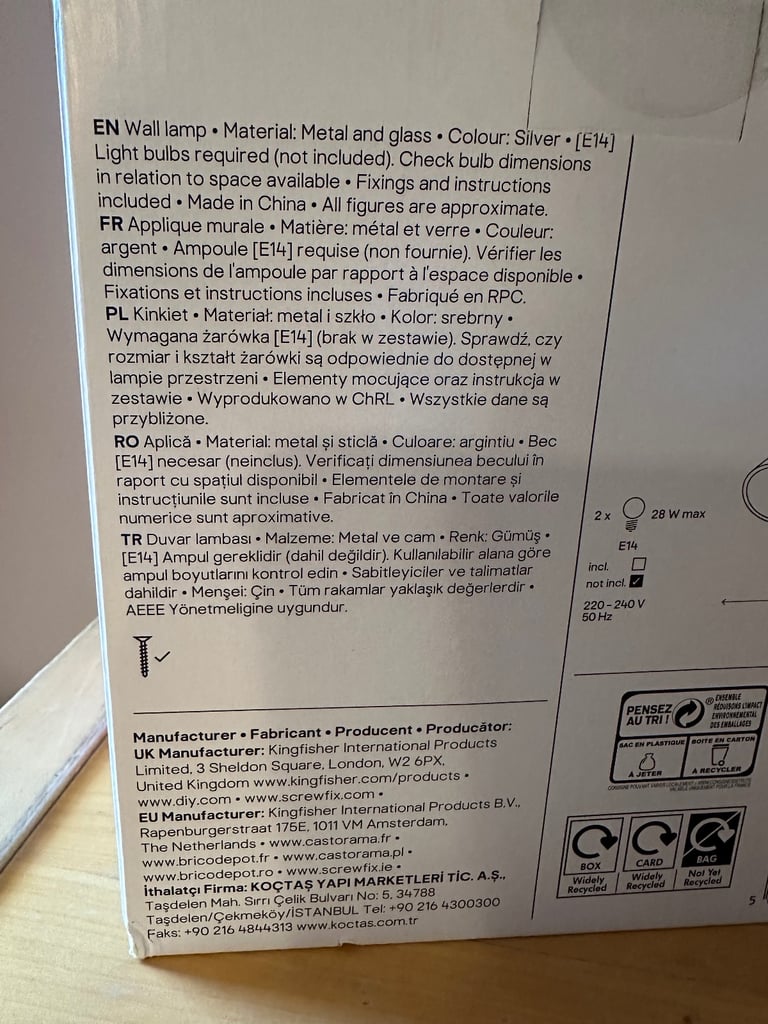 EN Wall lamp • Material: Metal and glass • Colour: Silver • [E14]
Light bulbs required (not included). Check bulb dimensions
in relation to space available • Fixings and instructions
included • Made in China • All figures are approximate.
FR Applique murale • Matière: métal et verre • Couleur:
argent • Ampoule [E14] requise (non fournie). Vérifier les
dimensions de l'ampoule par rapport à l'espace disponible •
Fixations et instructions incluses • Fabriqué en RPC.
PL Kinkiet • Materiał: metal i szkło • Kolor: srebrny •
Wymagana żarówka [E14] (brak w zestawie). Sprawdź, czy
rozmiar i kształt żarówki są odpowiednie do dostępnej w
lampie przestrzeni • Elementy mocujące oraz instrukcja w
zestawie • Wyprodukowano w ChRL • Wszystkie dane są
przybliżone.
RO Aplică • Material: metal și sticlă • Culoare: argintiu • Bec
[E14] necesar (neinclus). Verificați dimensiunea becului în
raport cu spațiul disponibil • Elementele de montare și
instrucțiunile sunt incluse • Fabricat în China • Toate valorile
numerice sunt aproximative.
TR Duvar lambası • Malzeme: Metal ve cam • Renk: Gümüş •
[E14] Ampul gereklidir (dahil değildir). Kullanılabilir alana göre
ampul boyutlarını kontrol edin • Sabitleyiciler ve talimatlar
dahildir • Menşei: Çin • Tüm rakamlar yaklaşık değerlerdir •
AEEE Yönetmeligine uygundur.
2 x 28 W max
E14
incl.
not incl.
220 - 240 V
50 Hz
Manufacturer • Fabricant • Producent • Producător:
UK Manufacturer: Kingfisher International Products
Limited, 3 Sheldon Square, London, W2 6PX,
United Kingdom www.kingfisher.com/products •
www.diy.com • www.screwfix.com •
EU Manufacturer: Kingfisher International Products B.V.,
Rapenburgerstraat 175E, 1011 VM Amsterdam,
The Netherlands • www.castorama.fr •
www.bricodepot.fr • www.castorama.pl •
www.bricodepot.ro • www.screwfix.ie •
İthalatçı Firma: KOÇTAŞ YAPI MARKETLERİ TİC. A.Ş.,
Taşdelen Mah. Sırrı Çelik Bulvarı No: 5, 34788
Taşdelen/Çekmeköy/İSTANBUL Tel: +90 216 4300300
Faks: +90 216 4844313 www.koctas.com.tr
PENSEZ
AU TRI !
®ENSEMBLE
RÉDUISONS L'IMPACT
ENVIRONNEMENTAL
DES EMBALLAGES
SAC EN PLASTIQUE
À JETER
BOITE EN CARTON
À RECYCLER
BOX
Widely
Recycled
CARD
Widely
Recycled
BAG
Not Yet
Recycled
5